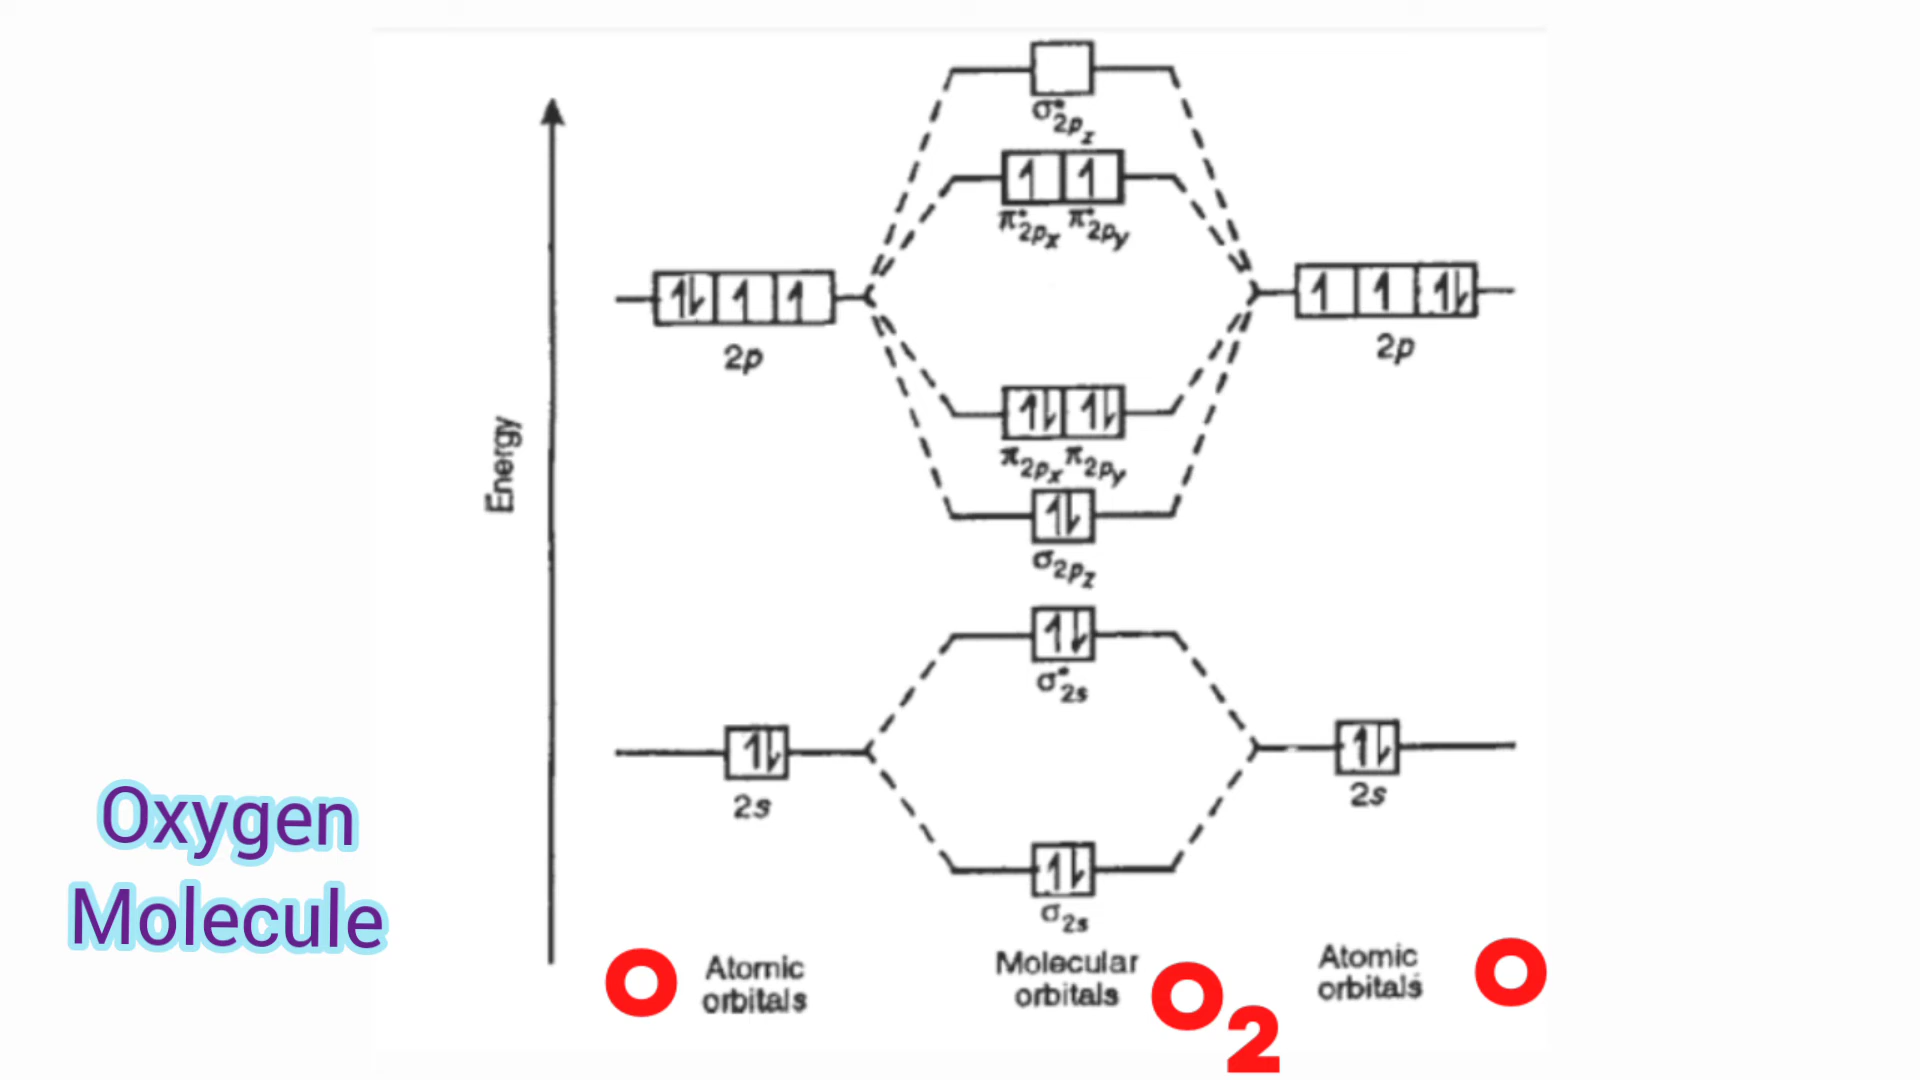 σ*2pz
π*2px π*2py
2p
2p
π2px π2py
σ2pz
Energy
σ*2s
2s
2s
σ2s
Oxygen
Molecule
O
Atomic
orbitals
Molecular
orbitals
O2
Atomic
orbitals
O